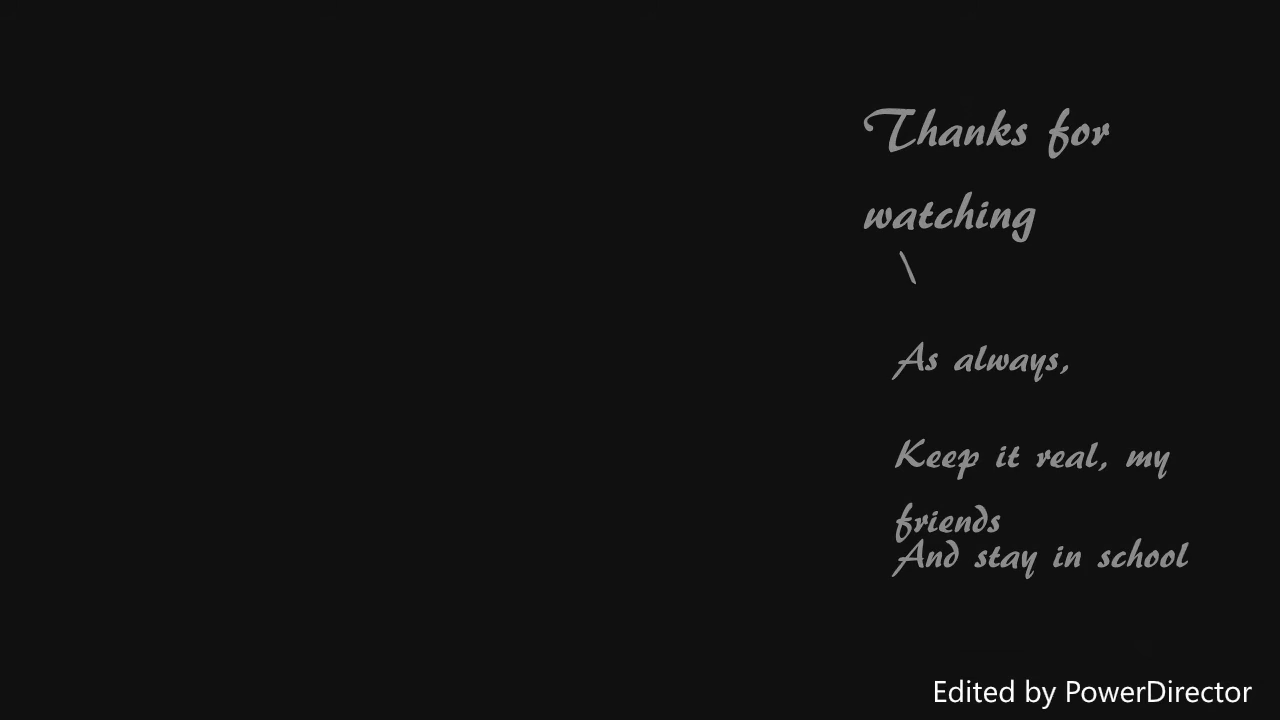 Thanks for
watching
\
As always,
Keep it real, my
friends
And stay in school
Edited by PowerDirector